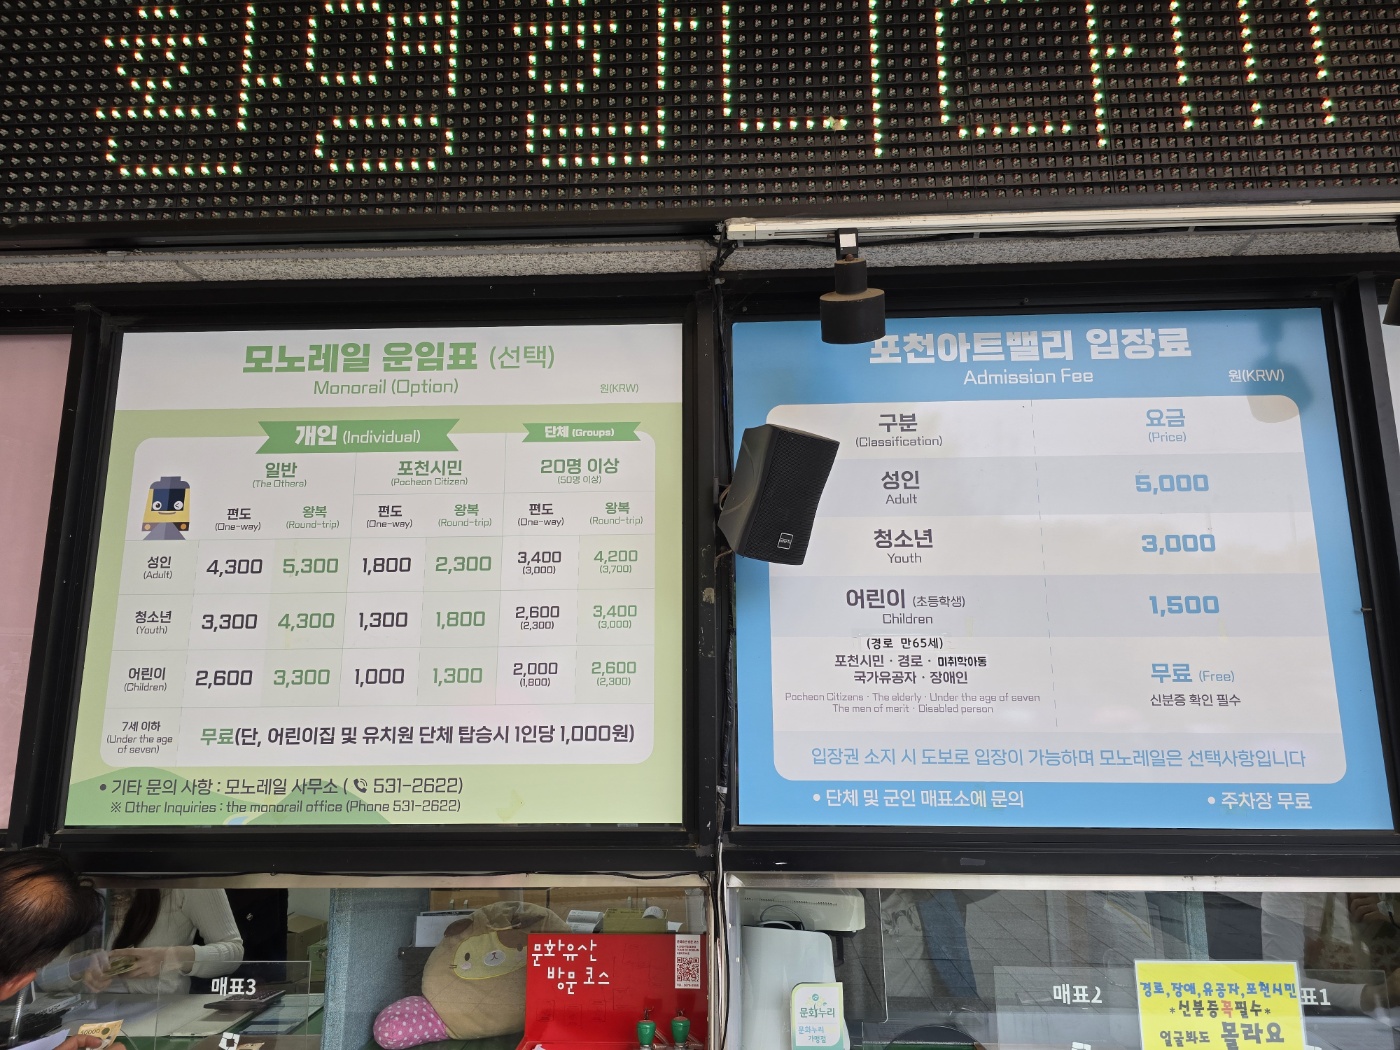 환영합니다!!
모노레일 운임표 (선택)
Monorail (Option)
원(KRW)
개인 (Individual)
단체 (Groups)
일반
(The Others)
포천시민
(Pocheon Citizen)
20명 이상
(50명 이상)
편도
(One-way)
왕복
(Round-trip)
편도
(One-way)
왕복
(Round-trip)
편도
(One-way)
왕복
(Round-trip)
성인
(Adult)
4,300 5,300 1,800 2,300 3,400 4,200
(3,000) (3,700)
청소년
(Youth)
3,300 4,300 1,300 1,800 2,600 3,400
(2,300) (3,000)
어린이
(Children)
2,600 3,300 1,000 1,300 2,000 2,600
(1,800) (2,300)
7세 이하
(Under the age
of seven)
무료(단, 어린이집 및 유치원 단체 탑승시 1인당 1,000원)
• 기타 문의 사항 : 모노레일 사무소 ( 531-2622)
※ Other Inquiries : the monorail office (Phone 531-2622)
포천아트밸리 입장료
Admission Fee
원(KRW)
구분
(Classification)
요금
(Price)
성인
Adult
5,000
청소년
Youth
3,000
어린이 (초등학생)
Children
1,500
(경로 만65세)
포천시민 · 경로 · 미취학아동
국가유공자 · 장애인
Pocheon Citizens · The elderly · Under the age of seven
The men of merit · Disabled person
무료 (Free)
신분증 확인 필수
입장권 소지 시 도보로 입장이 가능하며 모노레일은 선택사항입니다
• 단체 및 군인 매표소에 문의
• 주차장 무료
매표3
문화유산
방문 코스
문화누리
문화누리
가맹점
매표2
경로,장애,유공자,포천시민
*신분증꼭필수*
얼굴봐도 몰라요
표1